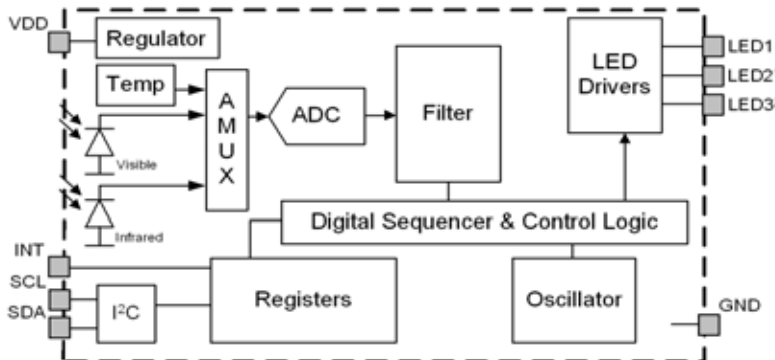 VDD
Regulator
LED Drivers
LED1
LED2
LED3
Temp
AMUX
ADC
Filter
Visible
Infrared
Digital Sequencer & Control Logic
INT
SCL
SDA
I²C
Registers
Oscillator
GND